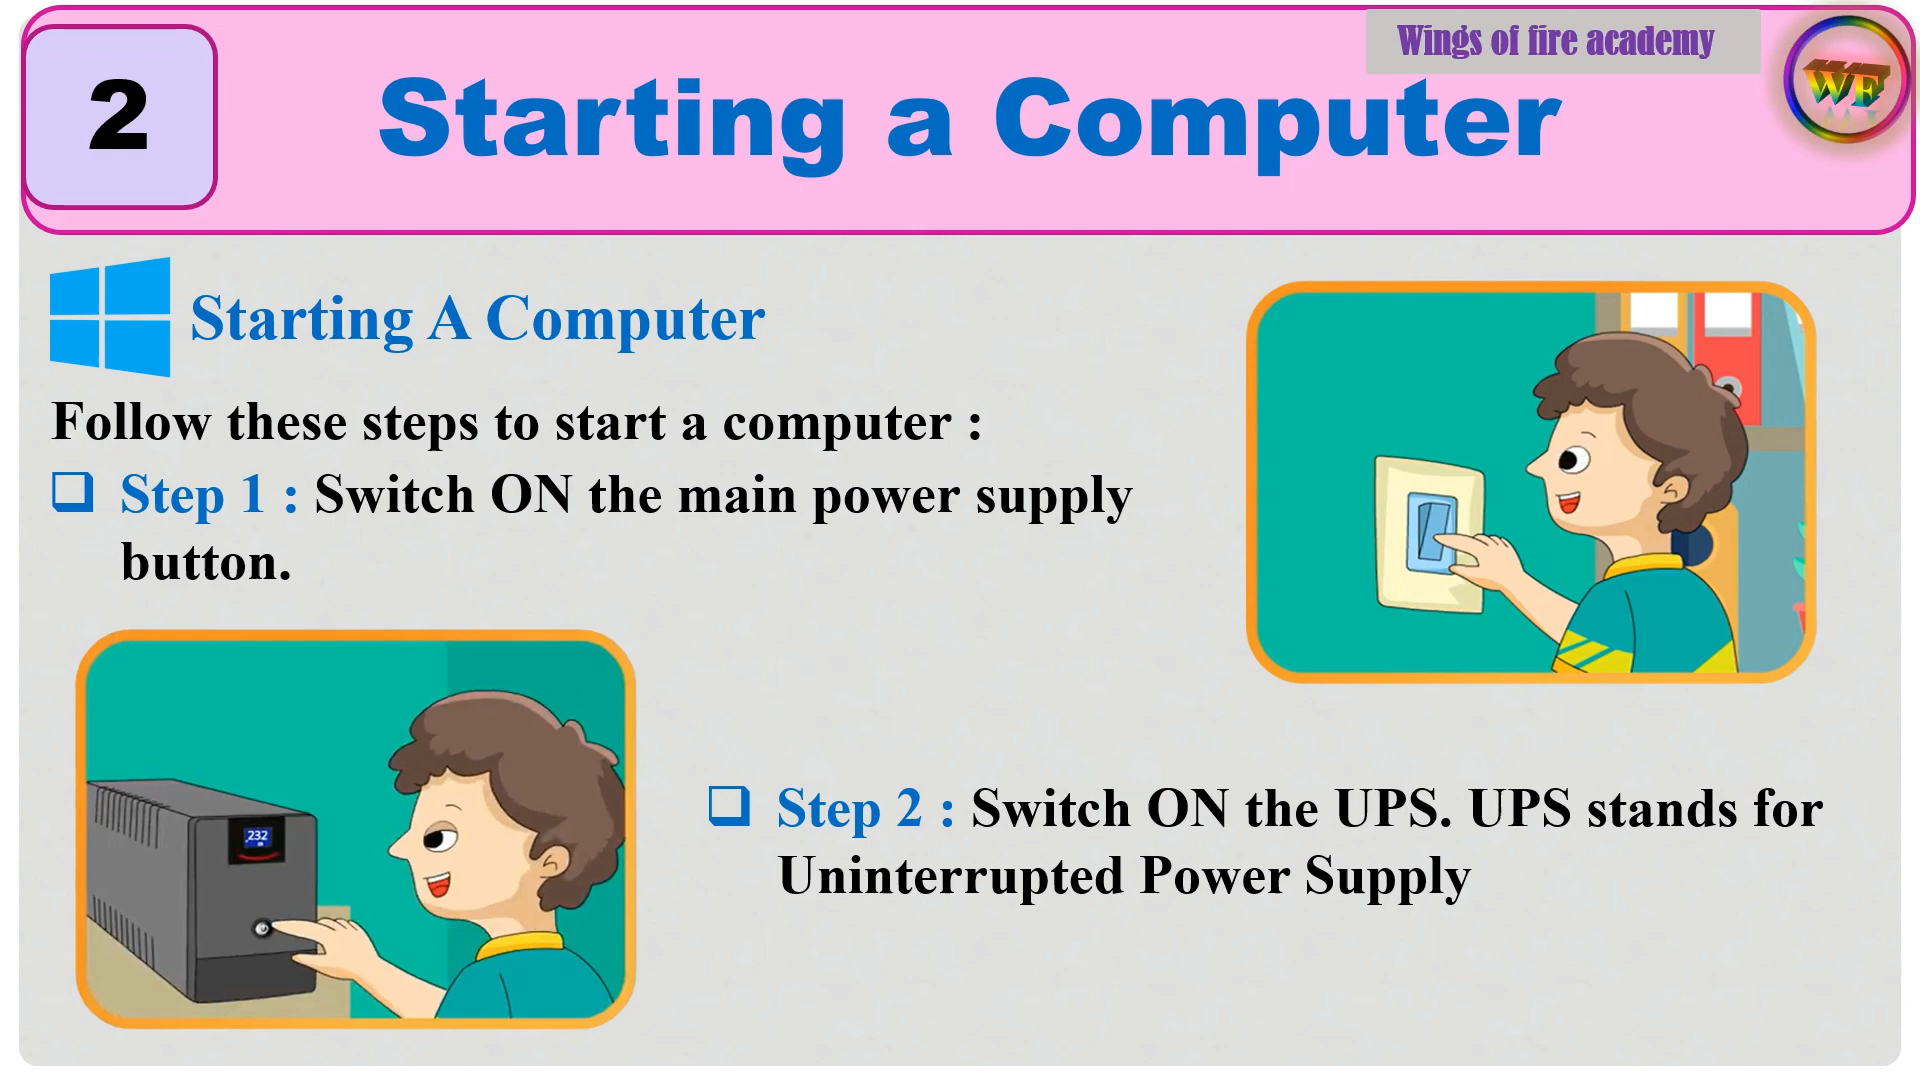 Wings of fire academy
WF
2
Starting a Computer
Starting A Computer
Follow these steps to start a computer :
Step 1 : Switch ON the main power supply
button.
232
Step 2 : Switch ON the UPS. UPS stands for
Uninterrupted Power Supply